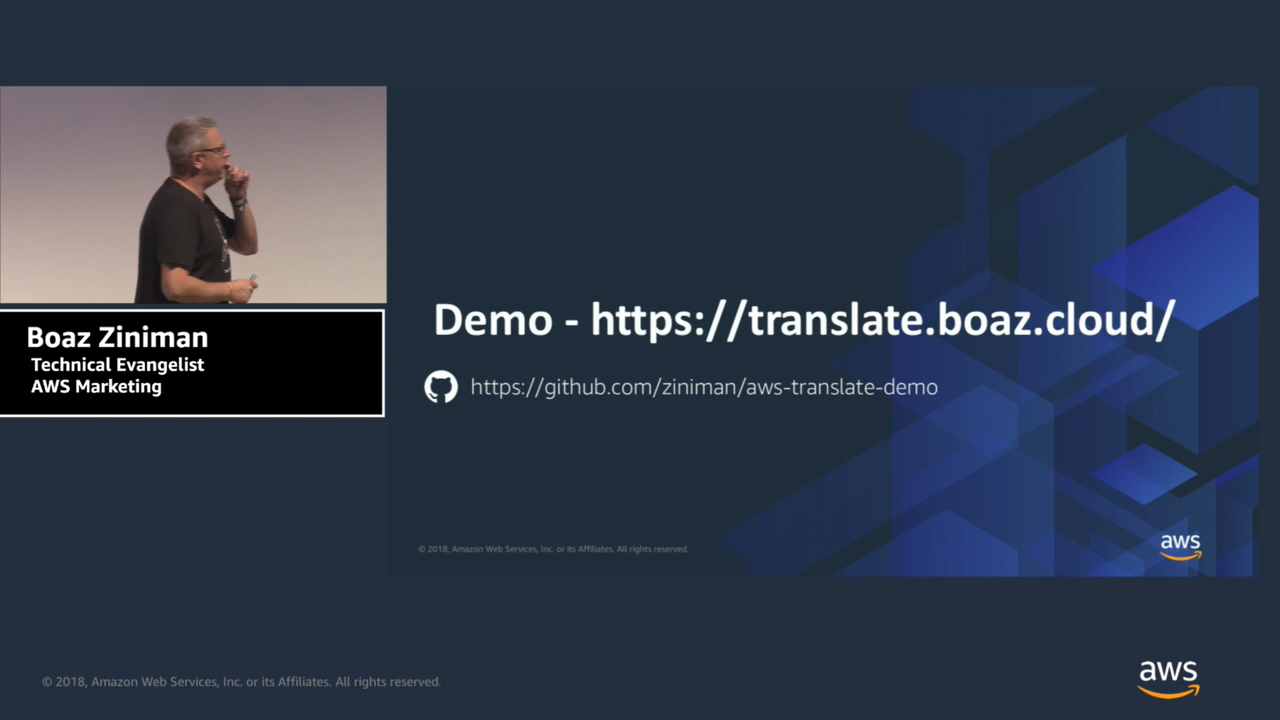 Boaz Ziniman
Technical Evangelist
AWS Marketing
Demo - https://translate.boaz.cloud/
https://github.com/ziniman/aws-translate-demo
© 2018, Amazon Web Services, Inc. or its Affiliates. All rights reserved.
aws
© 2018, Amazon Web Services, Inc. or its Affiliates. All rights reserved.
aws